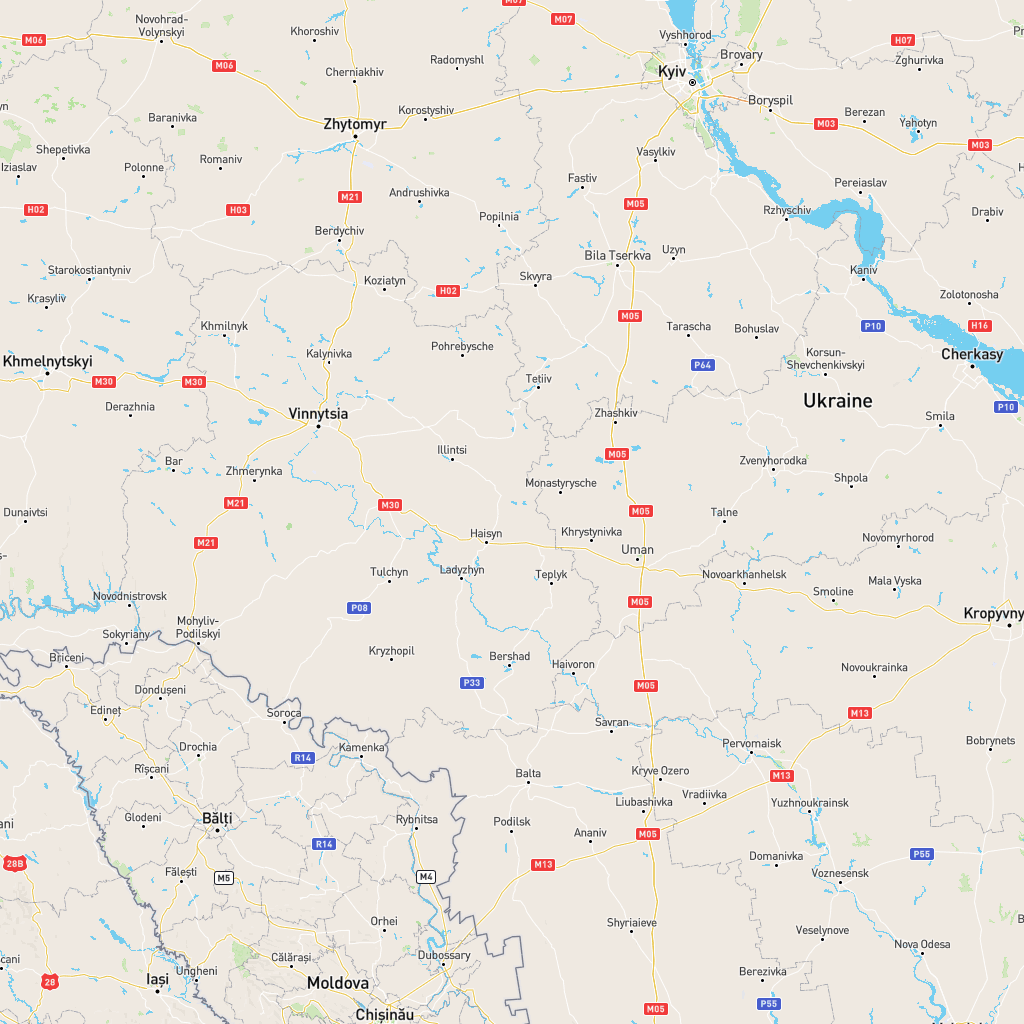 M07
M07
Novohrad-
Volynskyi
Khoroshiv
Vyshhorod
M06
H07
Brovary
Radomyshl
Zghurivka
M06
Cherniakhiv
Kyiv
Boryspil
Korostyshiv
Berezan
Baranivka
Zhytomyr
M03
Yahotyn
M03
Shepetivka
Vasylkiv
Iziaslav
Polonne
Romaniv
Fastiv
Pereiaslav
Andrushivka
M21
M05
H02
H03
Popilnia
Rzhyschiv
Drabiv
Berdychiv
Uzyn
Bila Tserkva
Starokostiantyniv
Kaniv
Skvyra
Koziatyn
H02
Krasyliv
Zolotonosha
M05
Khmilnyk
Tarascha
Bohuslav
P10
H16
Pohrebysche
Kalynivka
Korsun-
Shevchenkivskyi
Cherkasy
Khmelnytskyi
P64
M30
M30
Tetiiv
Derazhnia
Ukraine
P10
Vinnytsia
Zhashkiv
Smila
Illintsi
M05
Bar
Zhmerynka
Zvenyhorodka
Shpola
Monastyrysche
M21
M30
M05
Dunaivtsi
Talne
Haisyn
Khrystynivka
M21
Novomyrhorod
Uman
Ladyzhyn
Tulchyn
Teplyk
Novoarkhanhelsk
Mala Vyska
Smoline
Novodnistrovsk
P08
M05
Kropyvny
Mohyliv-
Podilskyi
Sokyriany
Briceni
Kryzhopil
Bershad
Haivoron
Novoukrainka
P33
M05
Dondușeni
Edineț
Soroca
M13
Savran
Drochia
Kamenka
Pervomaisk
Bobrynets
R14
Rîșcani
Balta
Kryve Ozero
M13
Vradiivka
Liubashivka
Yuzhnoukrainsk
Glodeni
Bălți
Rybnitsa
Podilsk
Ananiv
M05
R14
P55
28B
M13
Domanivka
Fălești
M5
M4
Voznesensk
Orhei
Shyriaieve
Veselynove
Nova Odesa
Călărași
Dubossary
Ungheni
Berezivka
28
Iași
Moldova
P55
M05
Chișinău